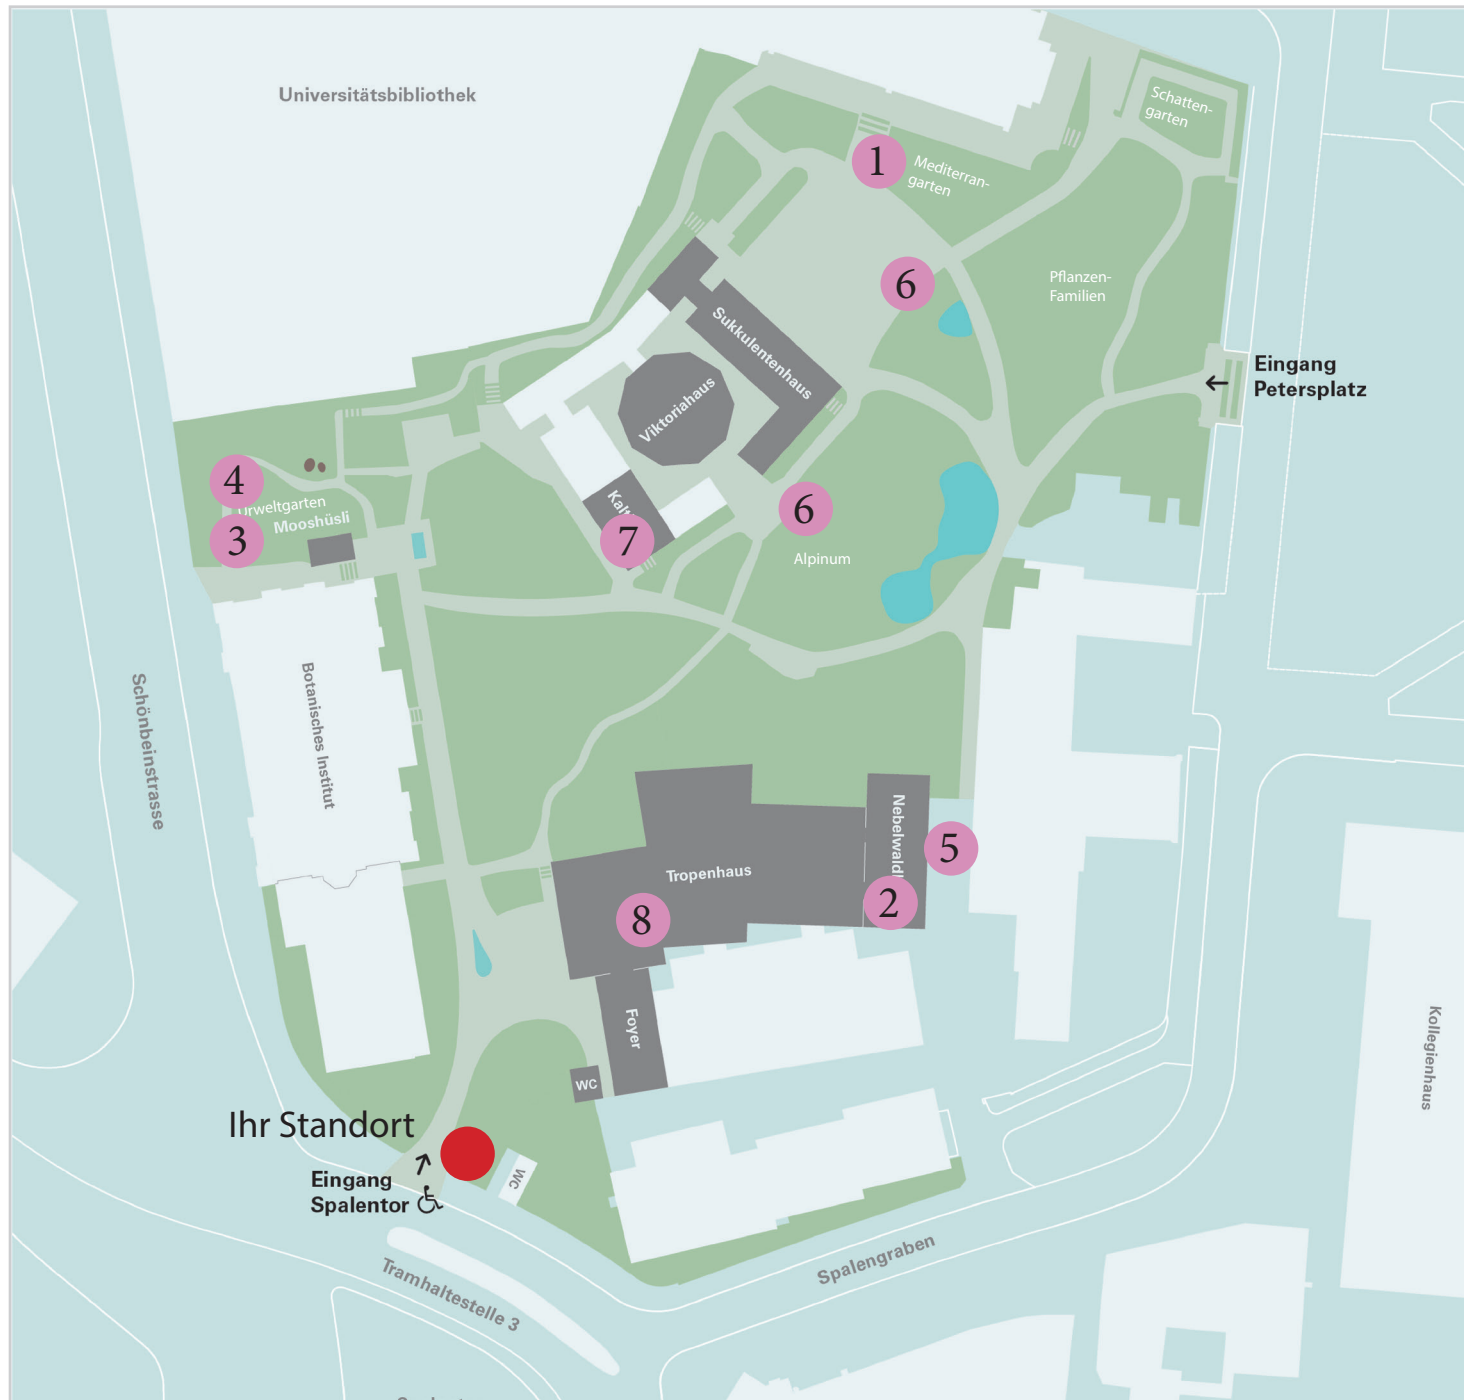 Universitätsbibliothek
Schatten-
garten
1
Mediterran-
garten
6
Pflanzen-
Familien
Sukkulentenhaus
Viktoriahaus
Eingang
Petersplatz
4
Urweltgarten
Mooshüsli
3
7
6
Alpinum
Botanisches Institut
Schönbeinstrasse
Tropenhaus
5
2
8
Foyer
WC
Kollegienhaus
Ihr Standort
Eingang
Spalentor
WC
Spalengraben
Tramhaltestelle 3